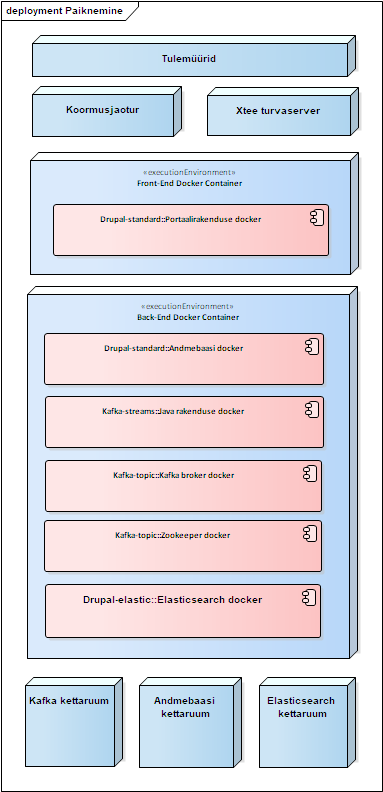 deployment Paiknemine
Tulemüürid
Koormusjaotur
Xtee turvaserver
«executionEnvironment»
Front-End Docker Container
Drupal-standard::Portaalirakenduse docker
«executionEnvironment»
Back-End Docker Container
Drupal-standard::Andmebaasi docker
Kafka-streams::Java rakenduse docker
Kafka-topic::Kafka broker docker
Kafka-topic::Zookeeper docker
Drupal-elastic::Elasticsearch docker
Kafka kettaruum
Andmebaasi
kettaruum
Elasticsearch
kettaruum